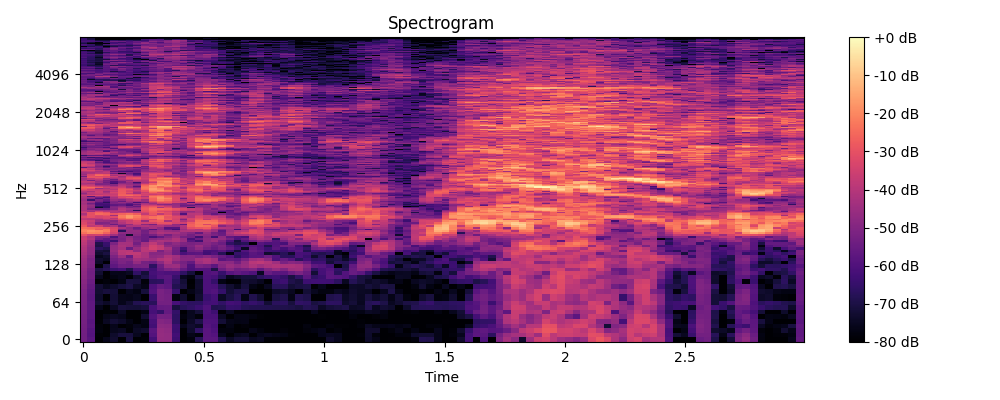 Spectrogram
+0 dB
4096
-10 dB
2048
-20 dB
1024
-30 dB
Hz
512
-40 dB
256
-50 dB
128
-60 dB
64
-70 dB
0
-80 dB
0
0.5
1
1.5
2
2.5
Time